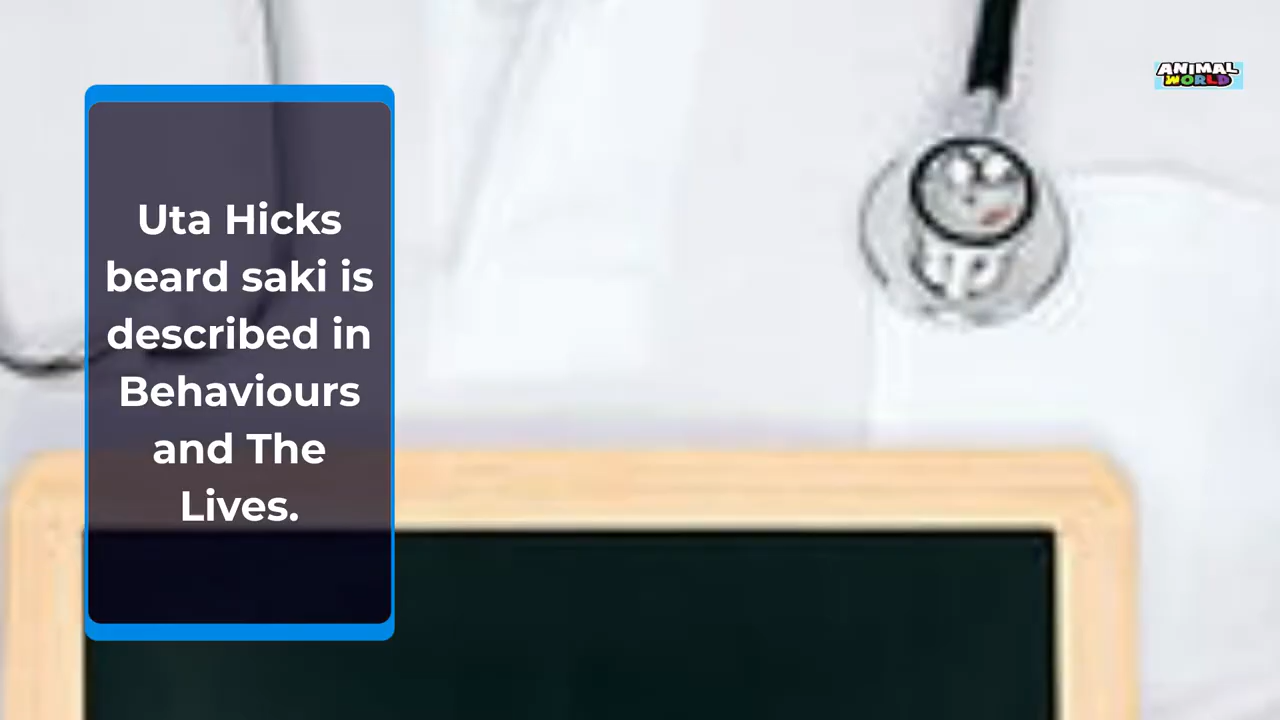 ANIMAL
WORLD
Uta Hicks
beard saki is
described in
Behaviours
and The
Lives.